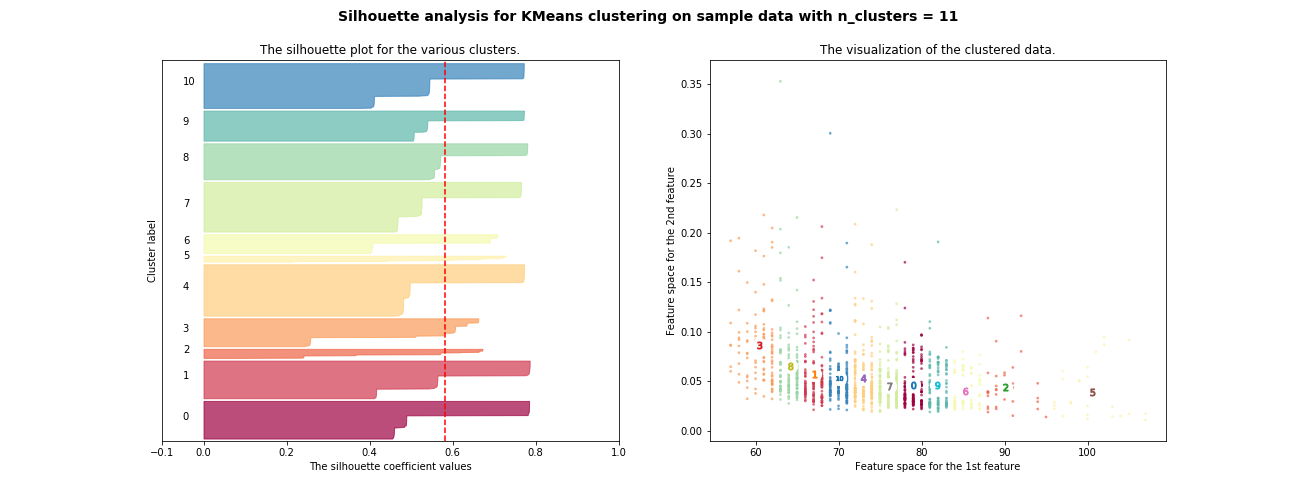 Silhouette analysis for KMeans clustering on sample data with n_clusters = 11
The silhouette plot for the various clusters.
Cluster label
10
9
8
7
6
5
4
3
2
1
0
−0.1 0.0 0.2 0.4 0.6 0.8 1.0
The silhouette coefficient values
The visualization of the clustered data.
Feature space for the 2nd feature
0.35
0.30
0.25
0.20
0.15
0.10
0.05
0.00
3 8 1 10 4 7 0 9 6 2 5
60 70 80 90 100
Feature space for the 1st feature